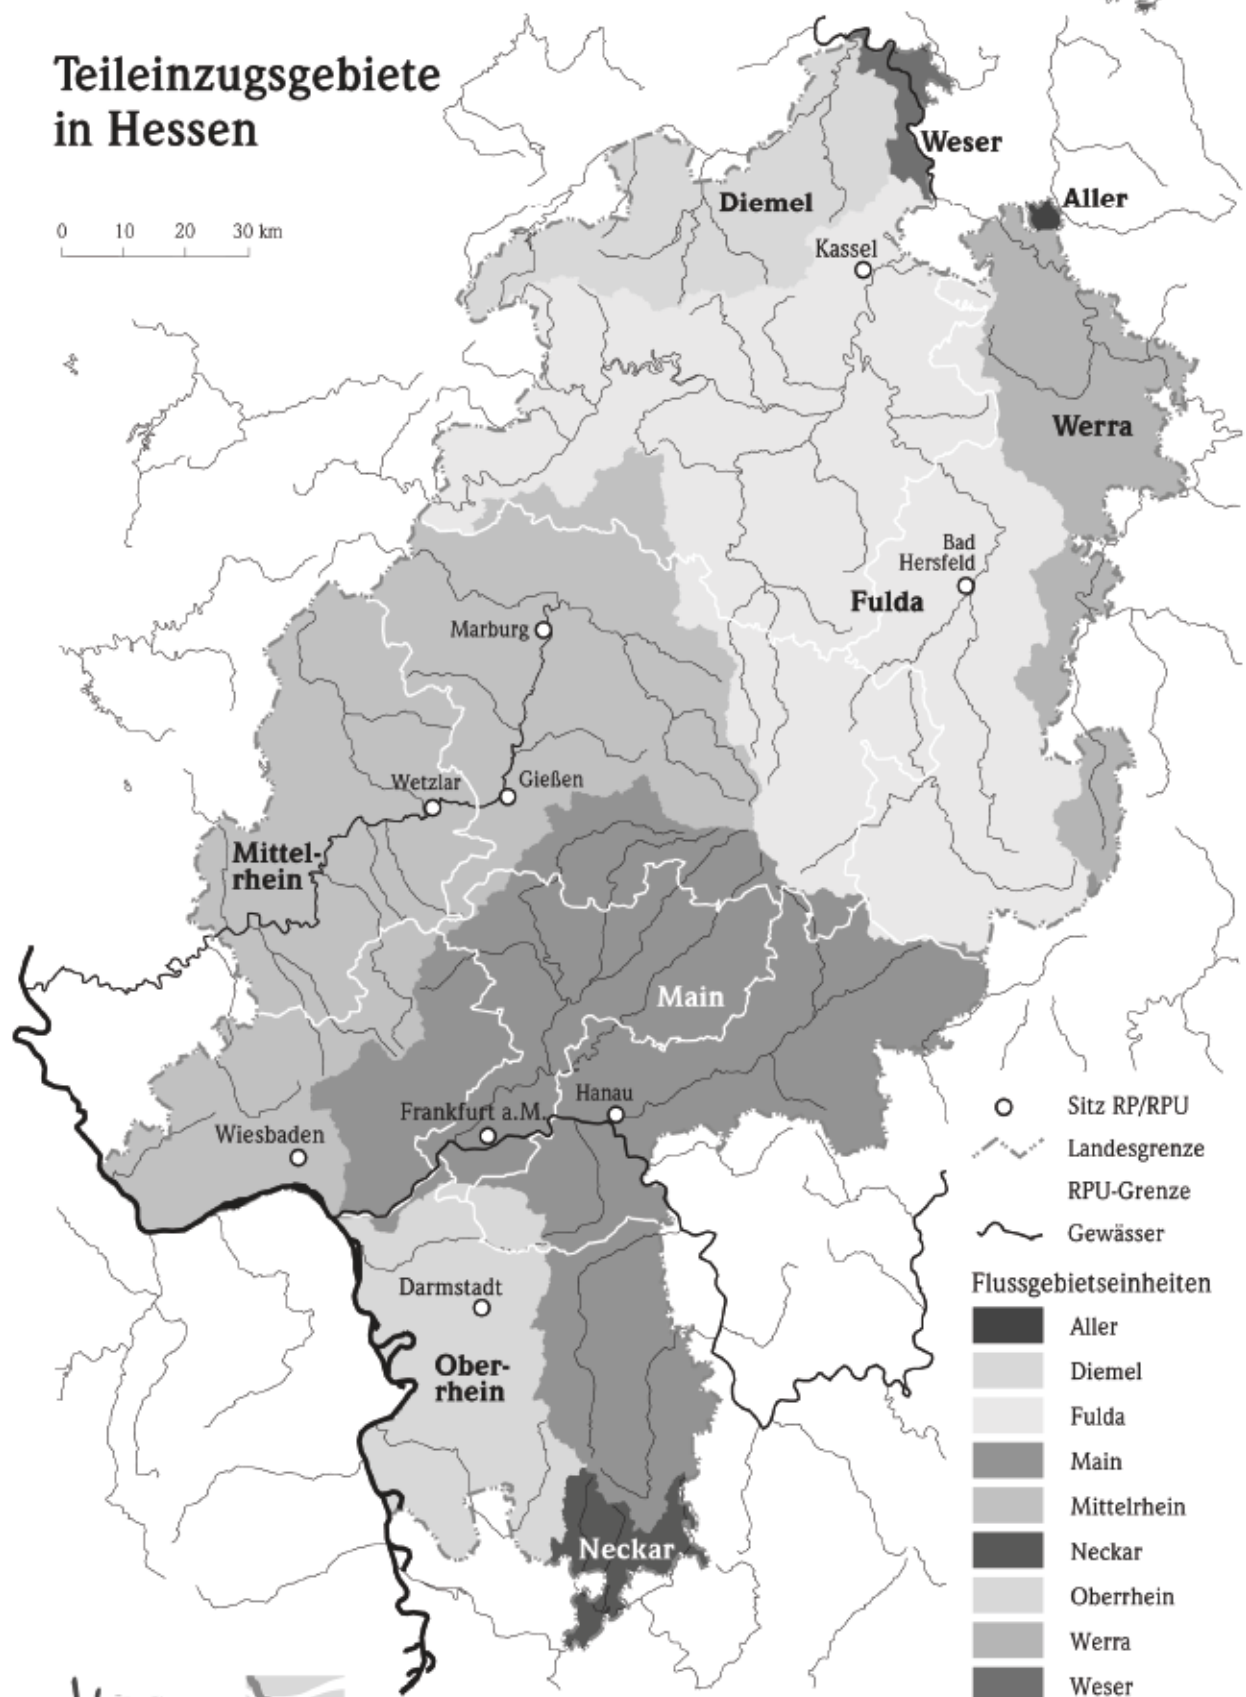 Teileinzugsgebiete
in Hessen
0 10 20 30 km
Weser
Aller
Diemel
Kassel
Werra
Bad
Hersfeld
Fulda
Marburg
Wetzlar
Gießen
Mittel-
rhein
Main
Hanau
Frankfurt a.M.
Wiesbaden
Darmstadt
Ober-
rhein
Neckar
Sitz RP/RPU
Landesgrenze
RPU-Grenze
Gewässer
Flussgebietseinheiten
Aller
Diemel
Fulda
Main
Mittelrhein
Neckar
Oberrhein
Werra
Weser